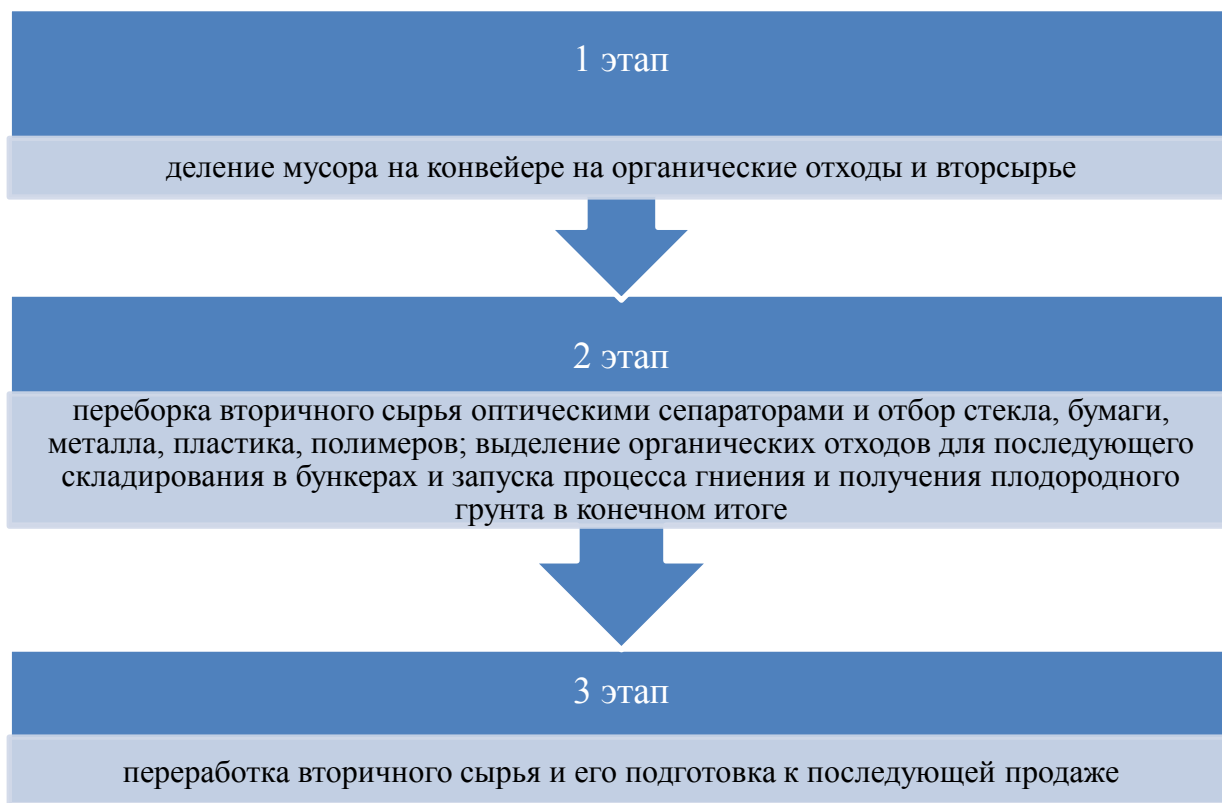 1 этап
деление мусора на конвейере на органические отходы и вторсырье
2 этап
переборка вторичного сырья оптическими сепараторами и отбор стекла, бумаги,
металла, пластика, полимеров; выделение органических отходов для последующего
складирования в бункерах и запуска процесса гниения и получения плодородного
грунта в конечном итоге
3 этап
переработка вторичного сырья и его подготовка к последующей продаже